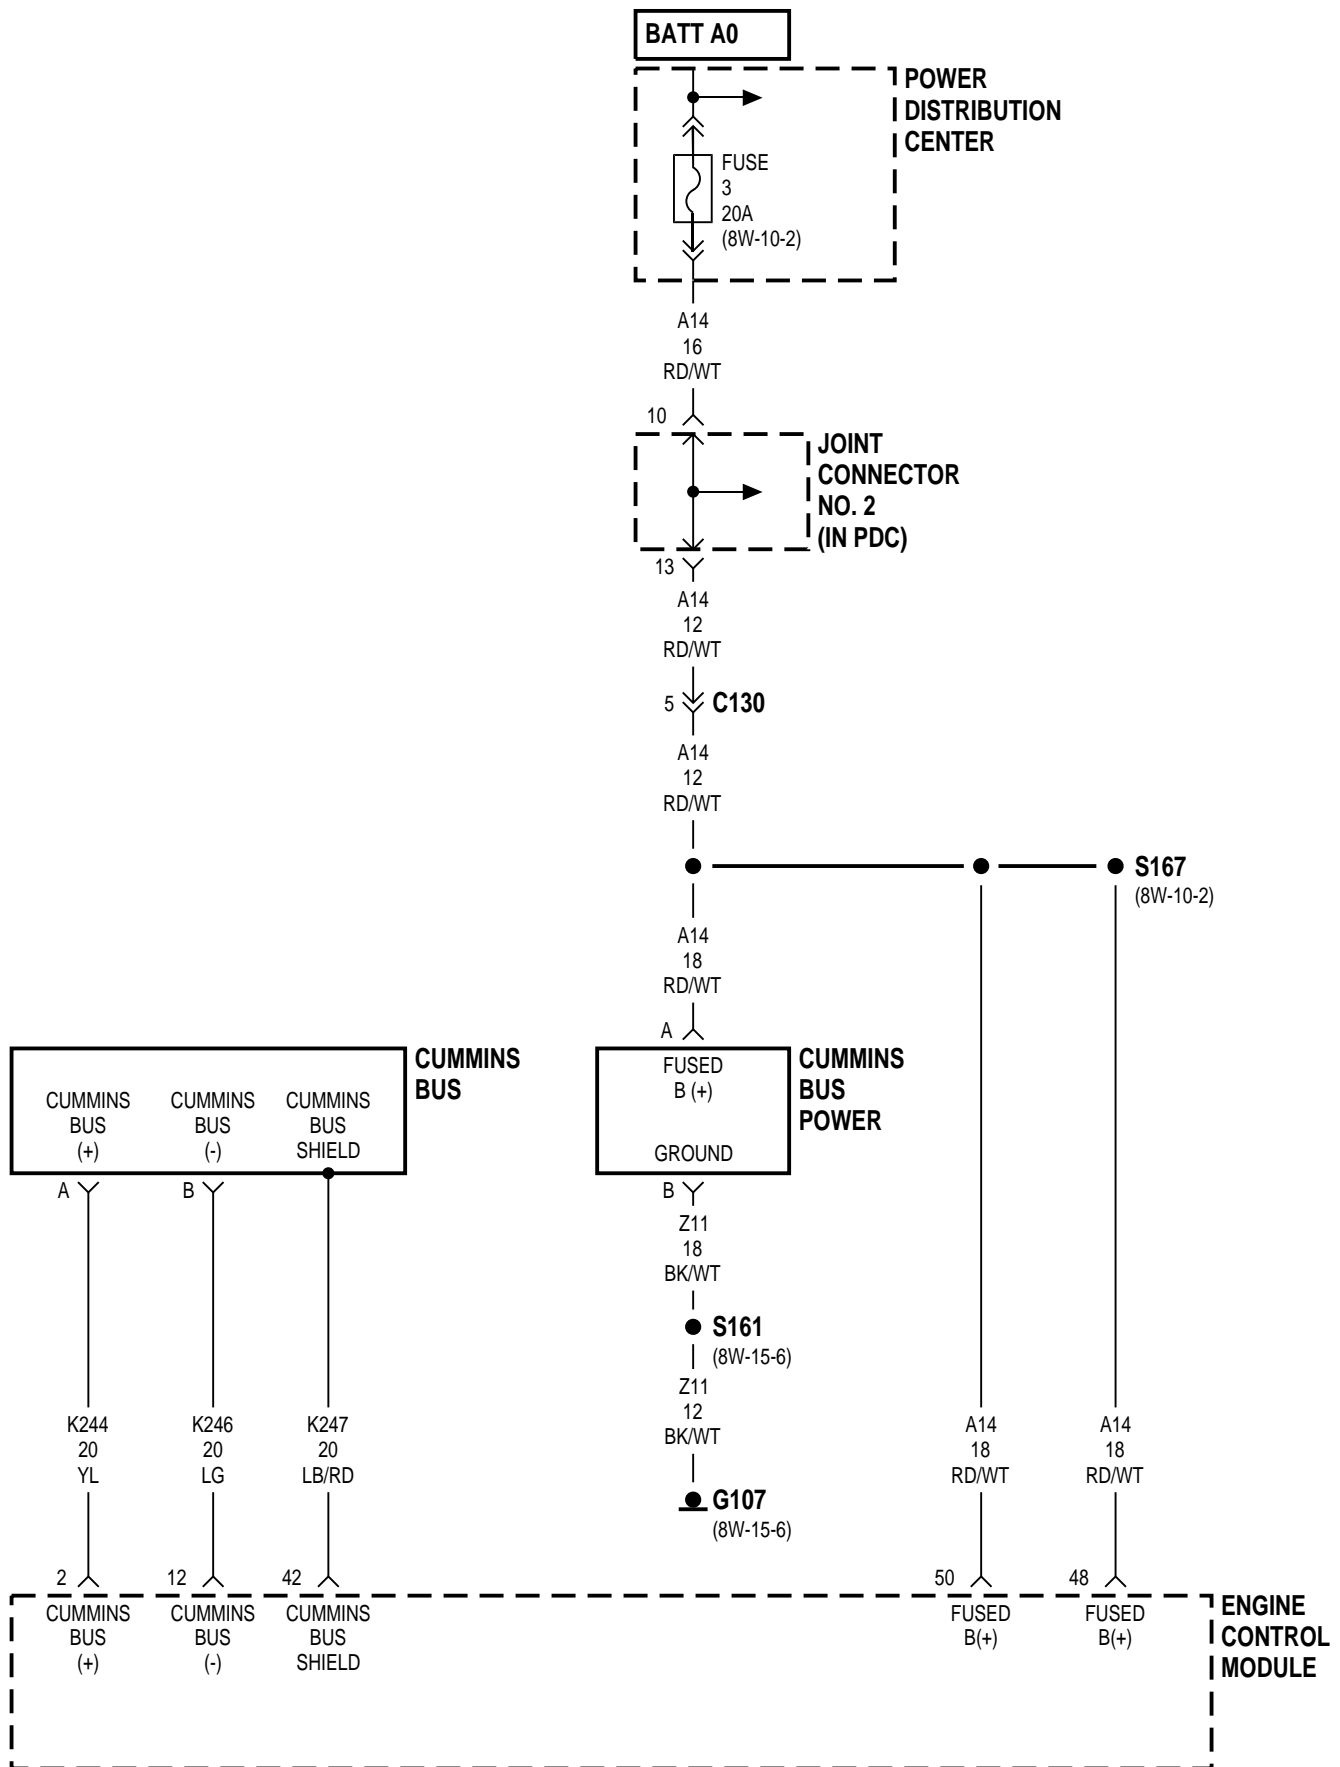 BATT A0
POWER
DISTRIBUTION
CENTER
FUSE
3
20A
(8W-10-2)
A14
16
RD/WT
10
JOINT
CONNECTOR
NO. 2
(IN PDC)
13
A14
12
RD/WT
5
C130
A14
12
RD/WT
S167
(8W-10-2)
A14
18
RD/WT
A
CUMMINS
BUS
CUMMINS
BUS
(+)
CUMMINS
BUS
(-)
CUMMINS
BUS
SHIELD
FUSED
B (+)
GROUND
CUMMINS
BUS
POWER
A
B
B
Z11
18
BK/WT
S161
(8W-15-6)
Z11
12
BK/WT
G107
(8W-15-6)
K244
20
YL
K246
20
LG
K247
20
LB/RD
A14
18
RD/WT
A14
18
RD/WT
2
12
42
50
48
CUMMINS
BUS
(+)
CUMMINS
BUS
(-)
CUMMINS
BUS
SHIELD
FUSED
B(+)
FUSED
B(+)
ENGINE
CONTROL
MODULE